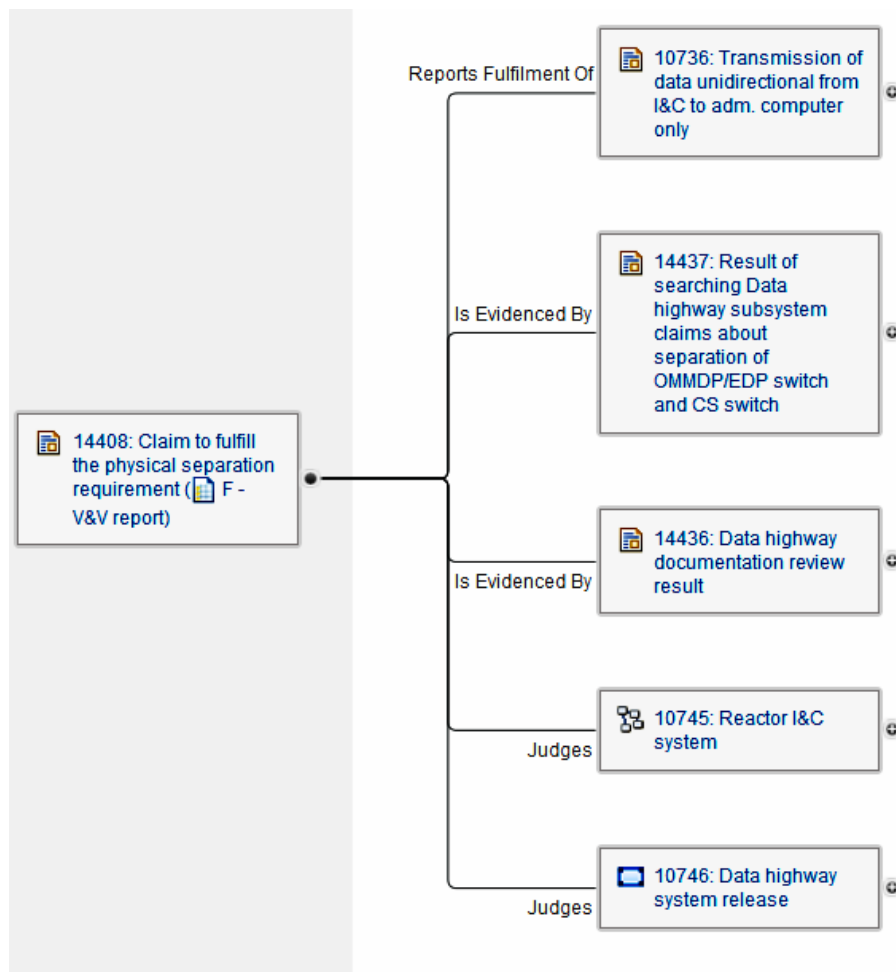 Reports Fulfilment Of
10736: Transmission of
data unidirectional from
I&C to adm. computer
only
Is Evidenced By
14437: Result of
searching Data
highway subsystem
claims about
separation of
OMMDP/EDP switch
and CS switch
14408: Claim to fulfill
the physical separation
requirement ( F -
V&V report)
Is Evidenced By
14436: Data highway
documentation review
result
Judges
10745: Reactor I&C
system
Judges
10746: Data highway
system release